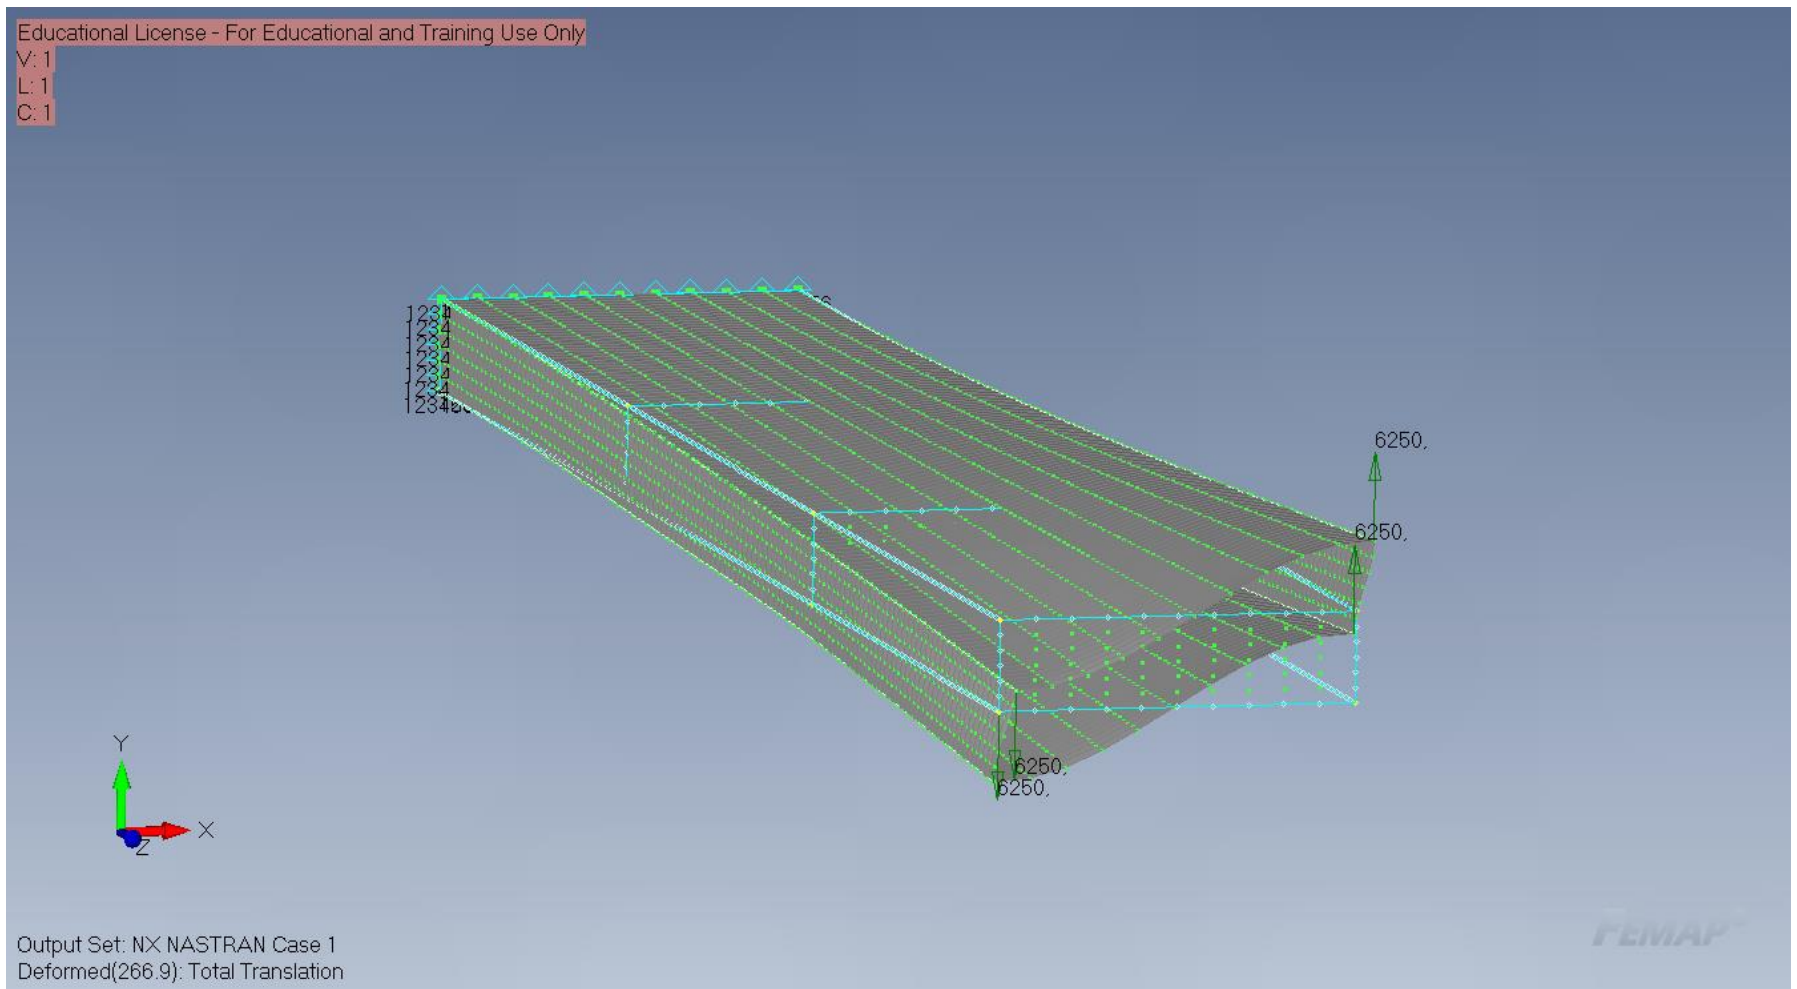 Educational License - For Educational and Training Use Only
V: 1
L: 1
C: 1
1234
1234
1234
1234
1234
1234
6250,
6250,
6250,
6250,
Y
X
Z
Output Set: NX NASTRAN Case 1
Deformed(266.9): Total Translation
FEMAP